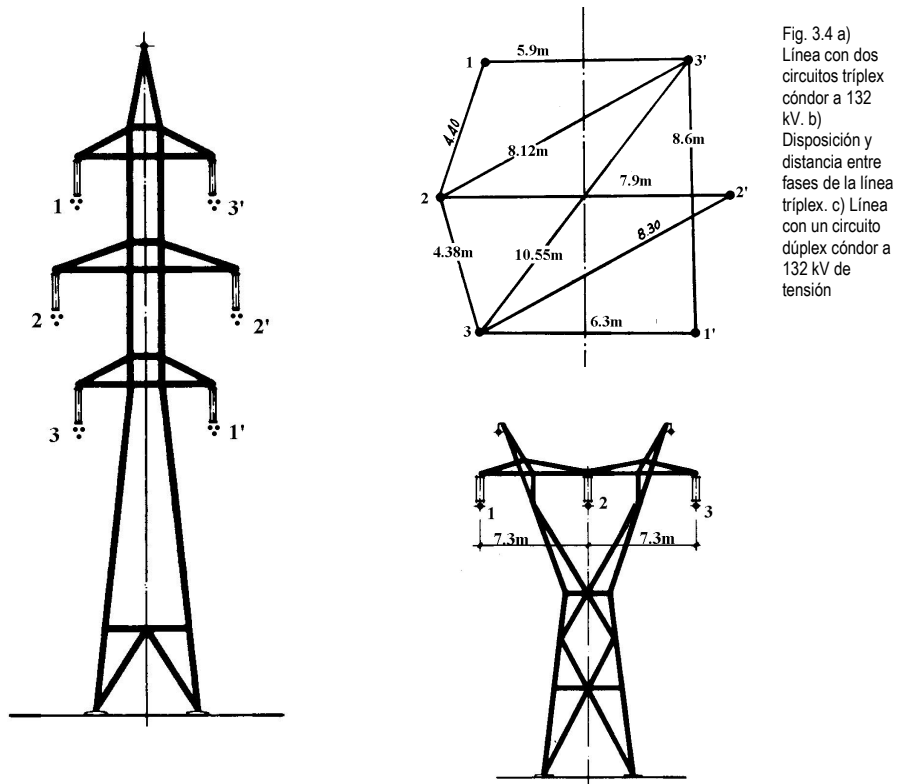 1
3'
2
2'
3
1'
5.9m
1
3'
4.40
8.12m
8.6m
7.9m
2
2'
8.30
4.38m
10.55m
6.3m
3
1'
1
2
3
7.3m
7.3m
Fig. 3.4 a)
Línea con dos
circuitos tríplex
cóndor a 132
kV. b)
Disposición y
distancia entre
fases de la línea
tríplex. c) Línea
con un circuito
dúplex cóndor a
132 kV de
tensión